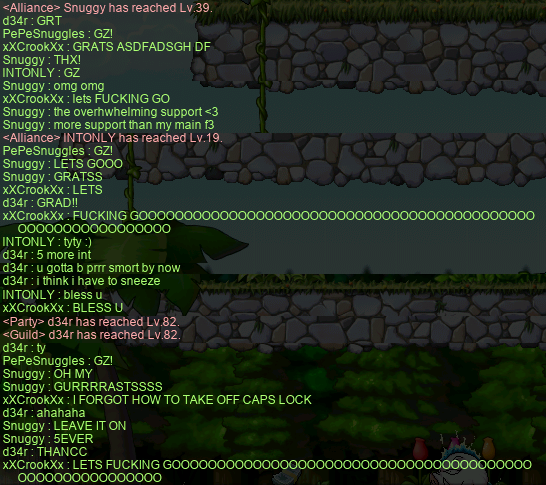 <Alliance> Snuggy has reached Lv.39.
d34r : GRT
PePeSnuggles : GZ!
xXCrookXx : GRATS ASDFADSGH DF
Snuggy : THX!
INTONLY : GZ
Snuggy : omg omg
xXCrookXx : lets FUCKING GO
Snuggy : the overhwhelming support <3
Snuggy : more support than my main f3
<Alliance> INTONLY has reached Lv.19.
PePeSnuggles : GZ!
Snuggy : LETS GOOO
Snuggy : GRATSS
xXCrookXx : LETS
d34r : GRAD!!
xXCrookXx : FUCKING GOOOOOOOOOOOOOOOOOOOOOOOOOOOOOOOOOOOOOOOOOOOOO
OOOOOOOOOOOOOOOOO
INTONLY : tyty :)
d34r : 5 more int
d34r : u gotta b prrr smort by now
d34r : i think i have to sneeze
INTONLY : bless u
xXCrookXx : BLESS U
<Party> d34r has reached Lv.82.
<Guild> d34r has reached Lv.82.
d34r : ty
PePeSnuggles : GZ!
Snuggy : OH MY
Snuggy : GURRRRASTSSSS
xXCrookXx : I FORGOT HOW TO TAKE OFF CAPS LOCK
d34r : ahahaha
Snuggy : LEAVE IT ON
Snuggy : 5EVER
d34r : THANCC
xXCrookXx : LETS FUCKING GOOOOOOOOOOOOOOOOOOOOOOOOOOOOOOOOOOOOOOOO
OOOOOOOOOOOOOOOO